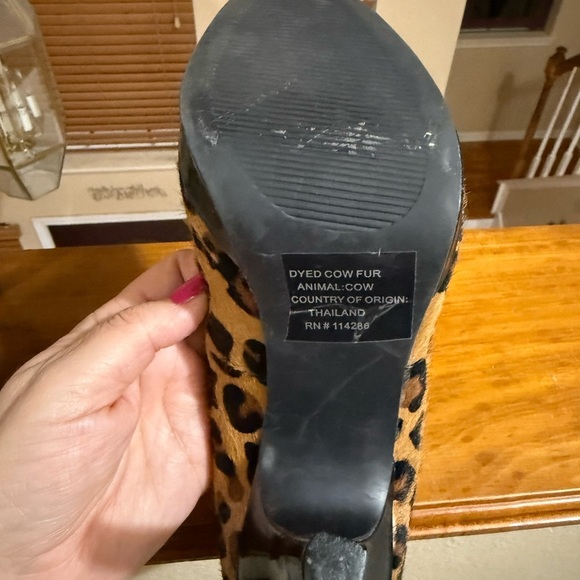 DYED COW FUR
ANIMAL:COW
COUNTRY OF ORIGIN:
THAILAND
RN # 114286